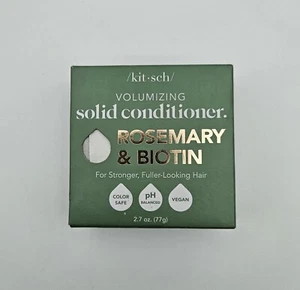 /kit•sch/
VOLUMIZING
solid conditioner.
ROSEMARY
& BIOTIN
For Stronger, Fuller-Looking Hair
COLOR
SAFE
pH
BALANCED
VEGAN
2.7 oz. (77g)